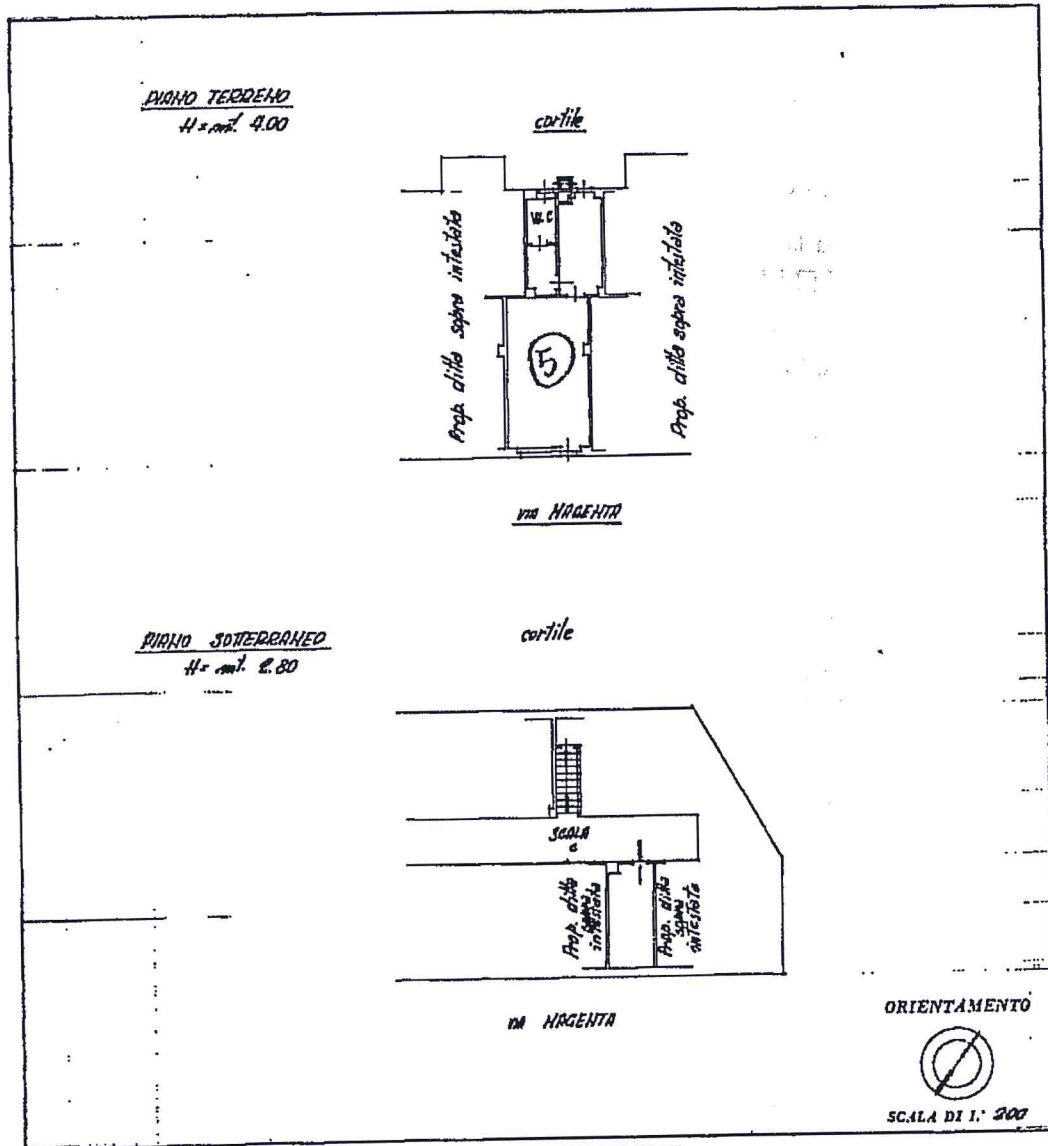 PIANO TERRENO
H = mt. 4.00
cortile
W.C
Prop. ditta sopra intestata
Prop. ditta sopra intestata
5
VIA MAGENTA
PIANO SOTTERRANEO
H = mt. 2.80
cortile
SCALA
C
Prop. ditta
sopra
intestata
Prop. ditta
sopra
intestata
VIA MAGENTA
ORIENTAMENTO
SCALA DI 1:200